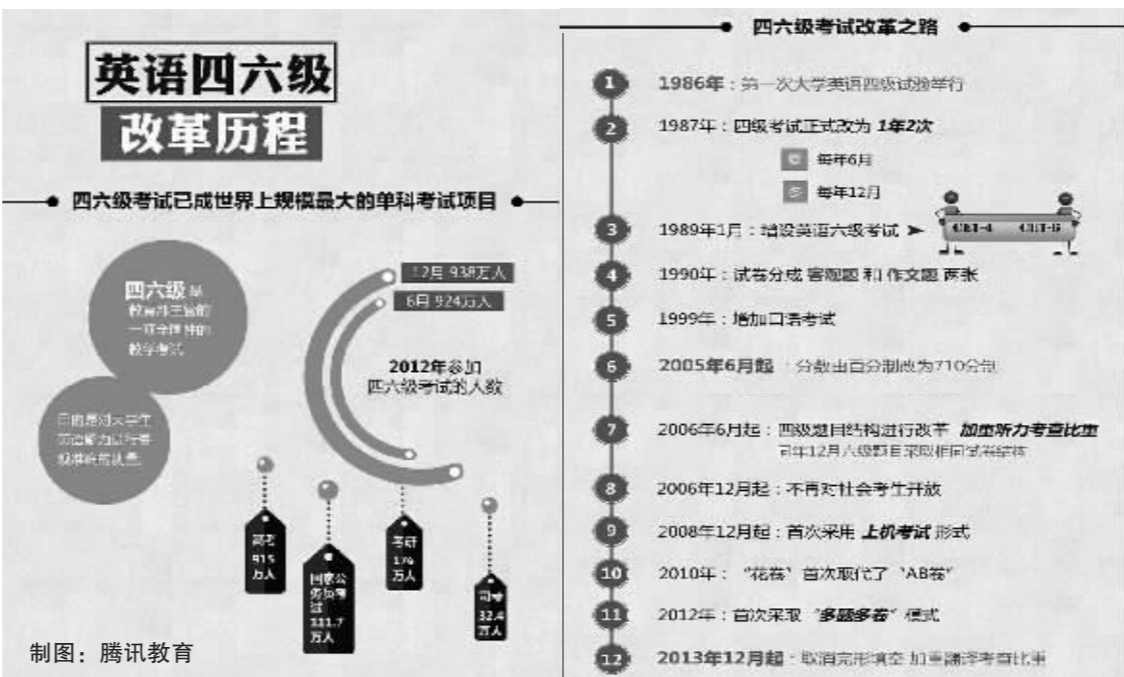 英语四六级
改革历程
四六级考试已成世界上规模最大的单科考试项目
四六级是
教育部主管的
一项全国性的
教学考试
目的是对大学生
12月 938万人
6月 924万人
2012年参加
四六级考试的人数
高考
915
万人
国家公
务员考
试
111.7
万人
考研
176
万人
司考
32.4
万人
制图：腾讯教育
四六级考试改革之路
1 1986年：第一次大学英语四级试验举行
2 1987年：四级考试正式改为 1年2次
每年6月
冬 每年12月
3 1989年1月：增设英语六级考试
CET-4 CET-6
4 1990年：试卷分成 客观题 和 作文题 两张
5 1999年：增加口语考试
6 2005年6月起：分数由百分制改为710分制
7 2006年6月起：四级题目结构进行改革 加重听力考查比重
同年12月六级题目采取相同试卷结构
8 2006年12月起：不再对社会考生开放
9 2008年12月起：首次采用 上机考试 形式
10 2010年：“花卷”首次取代了“AB卷”
11 2012年：首次采取“多题多卷”模式
12 2013年12月起：取消完形填空 加重翻译考查比重